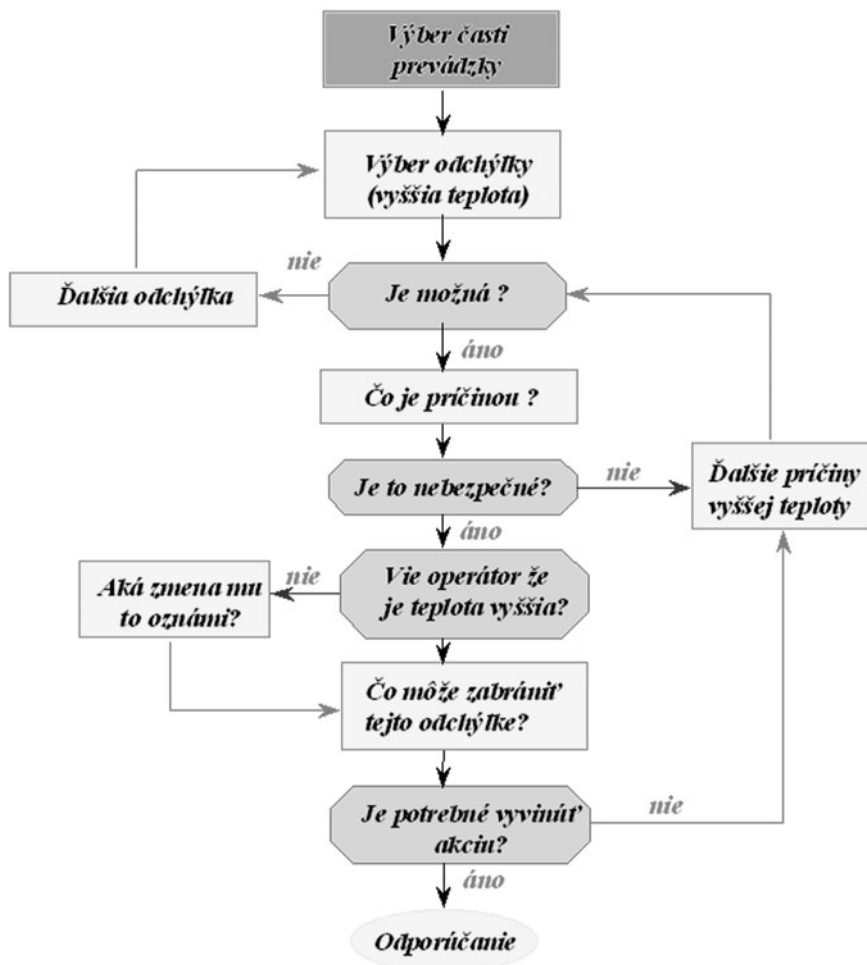 Výber časti
prevádzky
Výber odchýlky
(vyššia teplota)
nie
Ďalšia odchýľka
Je možná ?
áno
Čo je príčinou ?
Je to nebezpečné?
nie
Ďalšie príčiny
vyššej teploty
áno
Vie operátor že
je teplota vyššia?
nie
Aká zmena mu
to oznámi?
Čo môže zabrániť
tejto odchýľke?
Je potrebné vyvinúť
akciu?
nie
áno
Odporúčanie